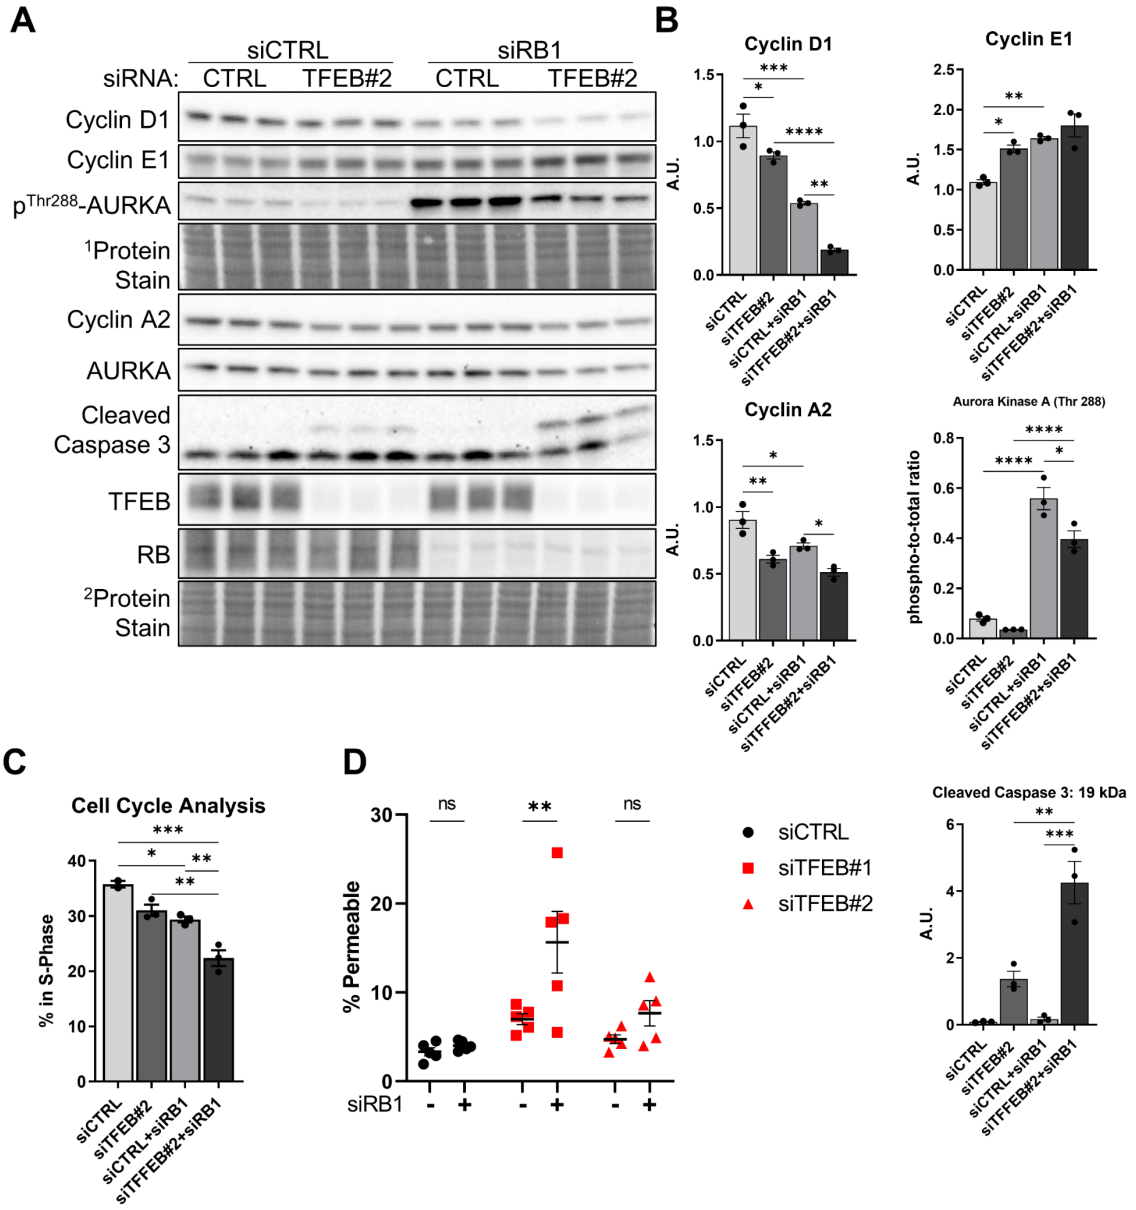 A
siCTRL siRB1
siRNA: CTRL TFEB#2 CTRL TFEB#2
Cyclin D1
Cyclin E1
pThr288-AURKA
1Protein
Stain
Cyclin A2
AURKA
Cleaved
Caspase 3
TFEB
RB
2Protein
Stain
B
Cyclin D1
***
*
****
**
A.U.
1.5
1.0
0.5
0.0
siCTRL
siTFEB#2
siCTRL+siRB1
siTFFEB#2+siRB1
Cyclin E1
**
*
A.U.
2.5
2.0
1.5
1.0
0.5
0.0
siCTRL
siTFEB#2
siCTRL+siRB1
siTFFEB#2+siRB1
Cyclin A2
*
**
*
A.U.
1.5
1.0
0.5
0.0
siCTRL
siTFEB#2
siCTRL+siRB1
siTFFEB#2+siRB1
Aurora Kinase A (Thr 288)
****
****
*
phospho-to-total ratio
0.8
0.6
0.4
0.2
0.0
siCTRL
siTFEB#2
siCTRL+siRB1
siTFFEB#2+siRB1
Cleaved Caspase 3: 19 kDa
**
***
A.U.
6
4
2
0
siCTRL
siTFEB#2
siCTRL+siRB1
siTFFEB#2+siRB1
C
Cell Cycle Analysis
***
*
**
**
% in S-Phase
40
30
20
10
0
siCTRL
siTFEB#2
siCTRL+siRB1
siTFFEB#2+siRB1
D
ns ** ns
% Permeable
30
20
10
0
siRB1 - + - + - +
siCTRL
siTFEB#1
siTFEB#2